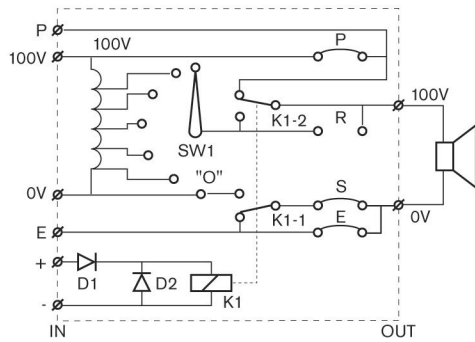 P
100V
100V
P
100V
K1-2
R
SW1
0V
"O"
S
K1-1
0V
E
E
+
D1
D2
K1
-
IN
OUT